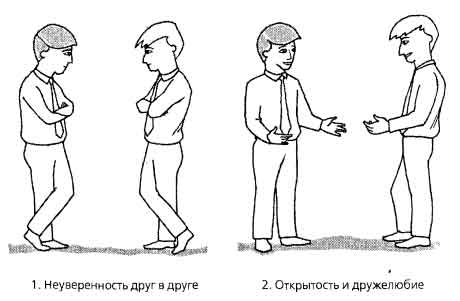 1. Неуверенность друг в друге
2. Открытость и дружелюбие